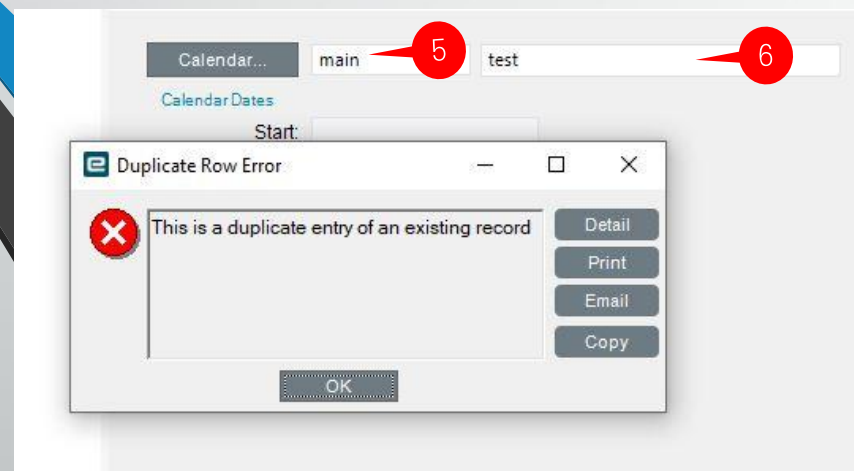 Calendar... main 5 test 6
Calendar Dates
Start:
e Duplicate Row Error
This is a duplicate entry of an existing record
Detail
Print
Email
Copy
OK